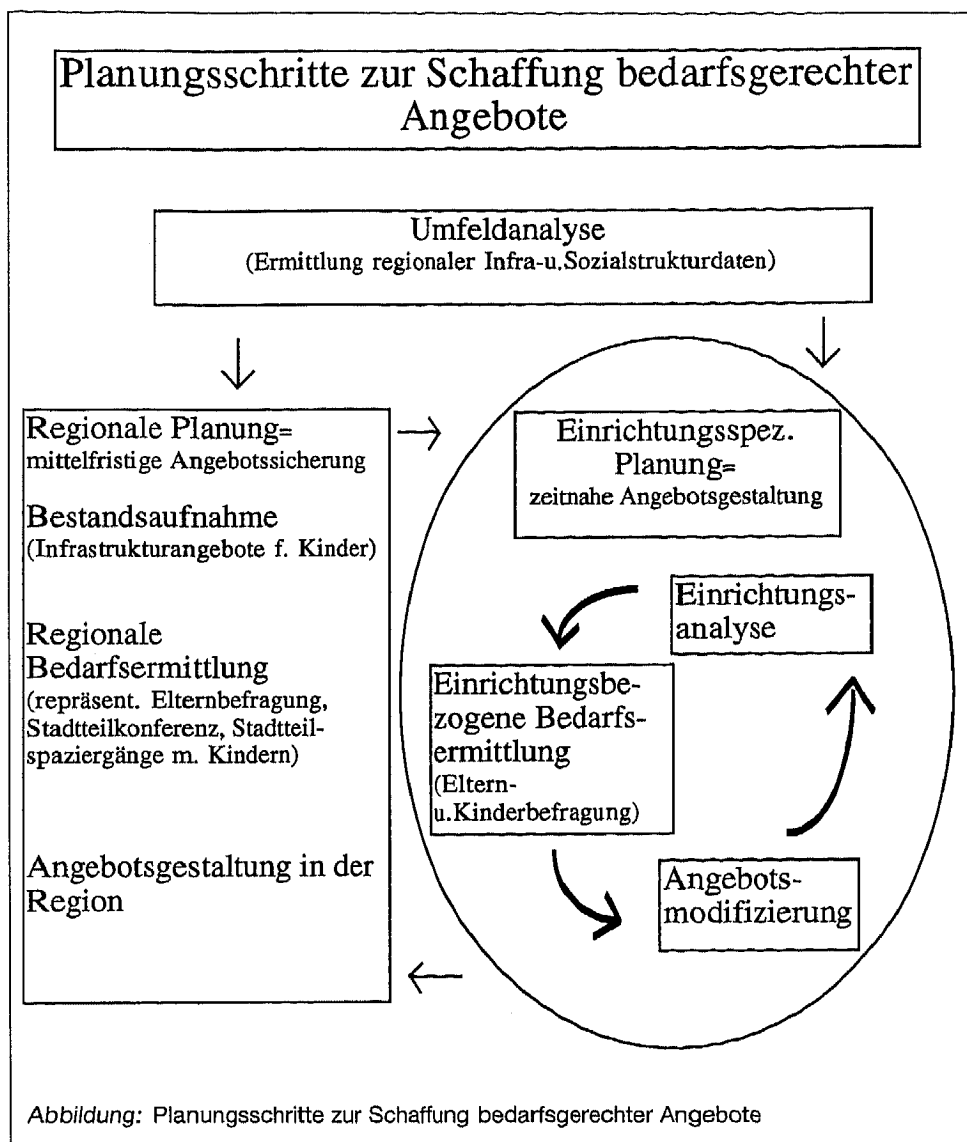 Planungsschritte zur Schaffung bedarfsgerechter
Angebote
Umfeldanalyse
(Ermittlung regionaler Infra-u.Sozialstrukturdaten)
Regionale Planung=
mittelfristige Angebotssicherung
Bestandsaufnahme
(Infrastrukturangebote f. Kinder)
Regionale
Bedarfsermittlung
(repräsent. Elternbefragung,
Stadtteilkonferenz, Stadtteil-
spaziergänge m. Kindern)
Angebotsgestaltung in der
Region
Einrichtungsspez.
Planung=
zeitnahe Angebotsgestaltung
Einrichtungs-
analyse
Einrichtungsbe-
zogene Bedarfs-
ermittlung
(Eltern-
u.Kinderbefragung)
Angebots-
modifizierung
Abbildung: Planungsschritte zur Schaffung bedarfsgerechter Angebote